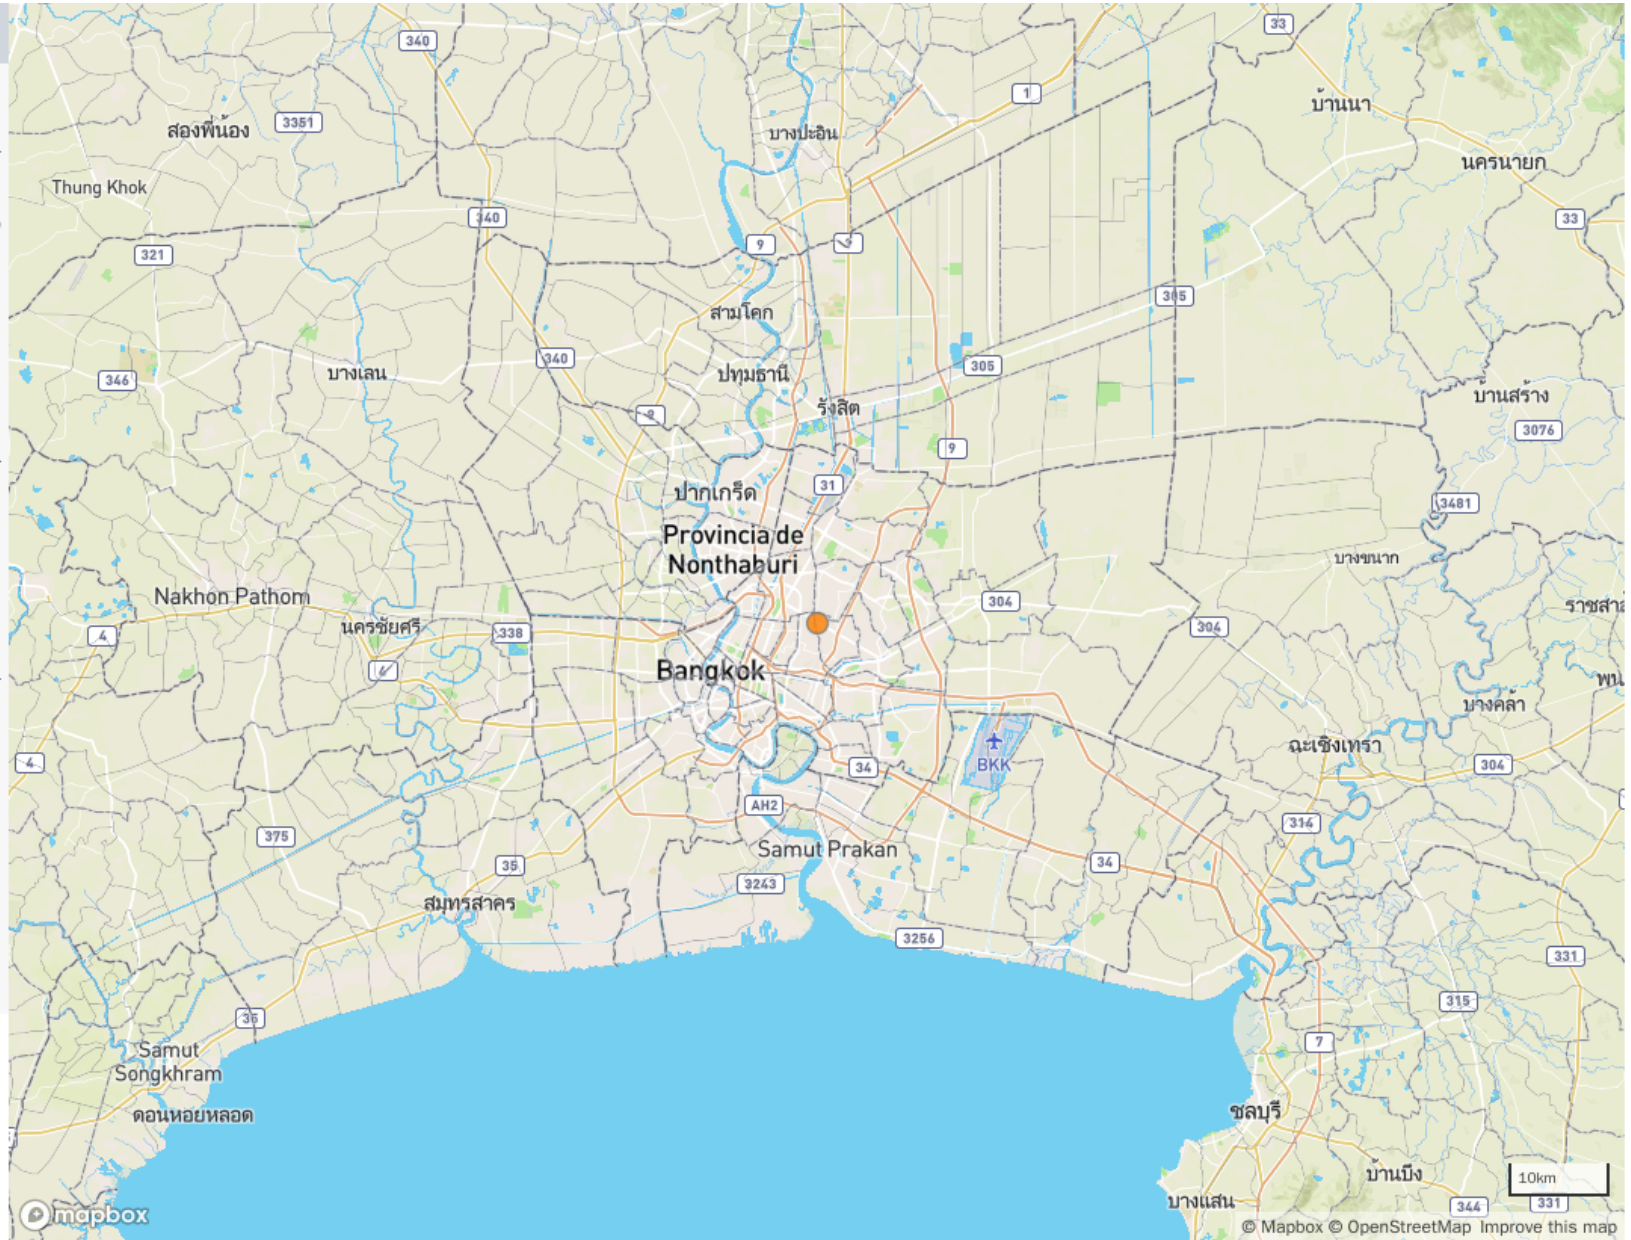 340
33
1
บ้านนา
3351
สองพี่น้อง
บางปะอิน
นครนายก
Thung Khok
340
33
9
321
305
สามโคก
340
305
ปทุมธานี
บางเลน
346
บ้านสร้าง
รังสิต
3076
9
31
ปากเกร็ด
3481
Provincia de
Nonthaburi
บางขนาก
Nakhon Pathom
304
นครชัยศรี
304
4
338
Bangkok
บางคล้า
ฉะเชิงเทรา
BKK
4
34
304
AH2
314
375
Samut Prakan
35
34
3243
สมุทรสาคร
3256
331
315
35
7
Samut
Songkhram
ดอนหอยหลอด
ชลบุรี
บ้านบึง
10km
บางแสน
344
331
mapbox
© Mapbox © OpenStreetMap Improve this map